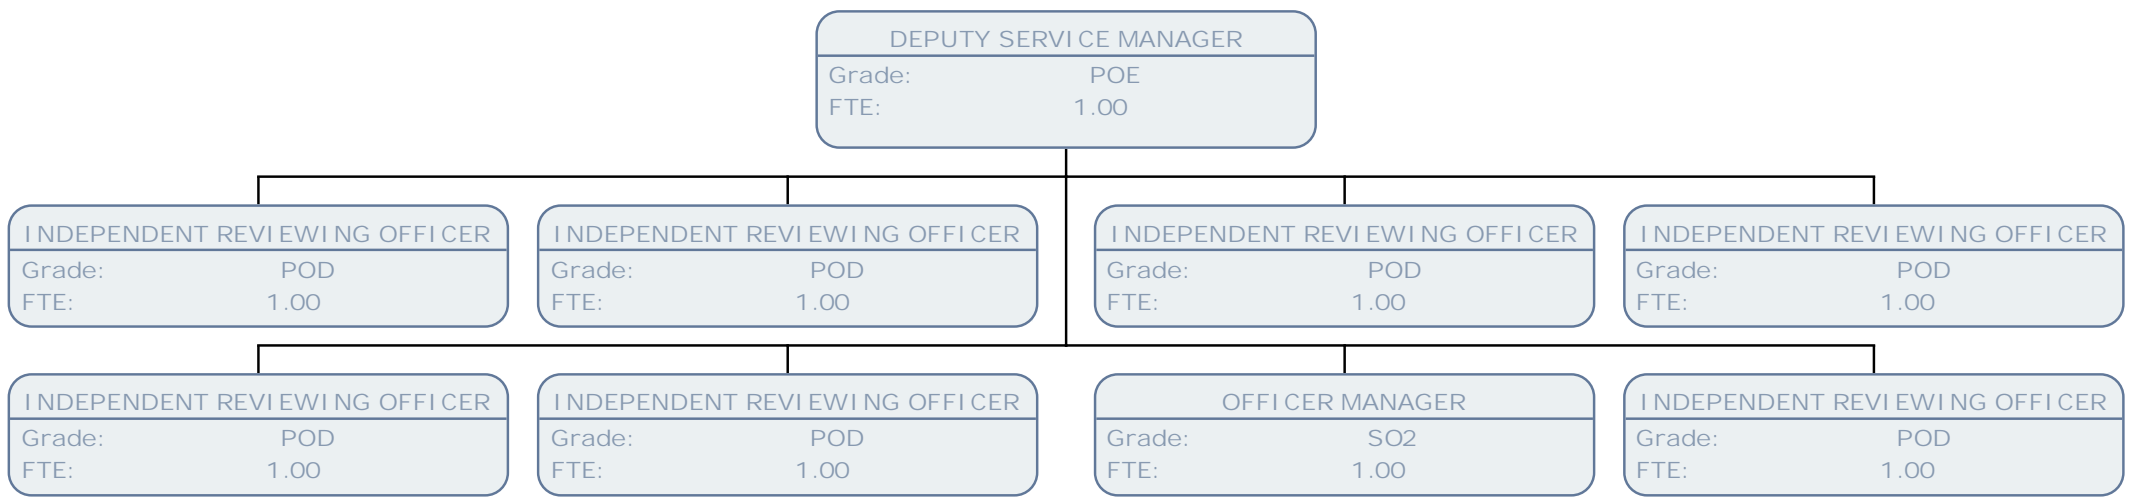 DEPUTY SERVICE MANAGER
Grade: POE
FTE: 1.00
INDEPENDENT REVIEWING OFFICER
Grade: POD
FTE: 1.00
INDEPENDENT REVIEWING OFFICER
Grade: POD
FTE: 1.00
INDEPENDENT REVIEWING OFFICER
Grade: POD
FTE: 1.00
INDEPENDENT REVIEWING OFFICER
Grade: POD
FTE: 1.00
INDEPENDENT REVIEWING OFFICER
Grade: POD
FTE: 1.00
INDEPENDENT REVIEWING OFFICER
Grade: POD
FTE: 1.00
OFFICER MANAGER
Grade: SO2
FTE: 1.00
INDEPENDENT REVIEWING OFFICER
Grade: POD
FTE: 1.00